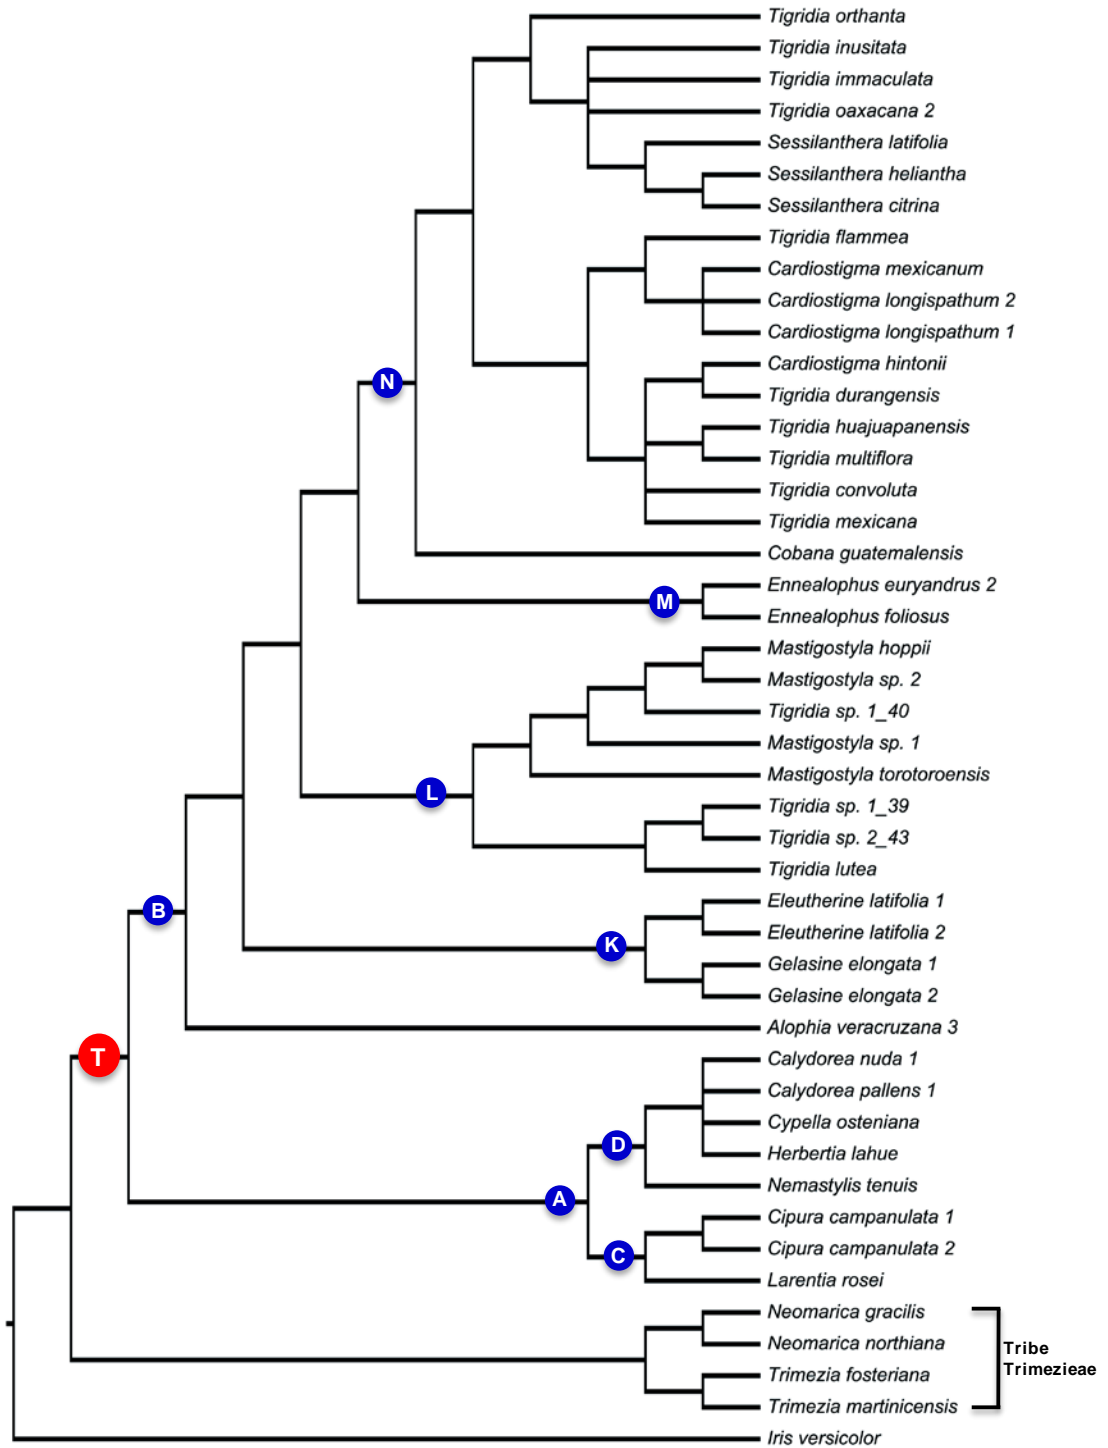 Tigridia orthanta
Tigridia inusitata
Tigridia immaculata
Tigridia oaxacana 2
Sessilanthera latifolia
Sessilanthera heliantha
Sessilanthera citrina
Tigridia flammea
Cardiostigma mexicanum
Cardiostigma longispathum 2
Cardiostigma longispathum 1
Cardiostigma hintonii
N
Tigridia durangensis
Tigridia huajuapanensis
Tigridia multiflora
Tigridia convoluta
Tigridia mexicana
Cobana guatemalensis
Ennealophus euryandrus 2
M
Ennealophus foliosus
Mastigostyla hoppii
Mastigostyla sp. 2
Tigridia sp. 1_40
Mastigostyla sp. 1
Mastigostyla torotoroensis
L
Tigridia sp. 1_39
Tigridia sp. 2_43
Tigridia lutea
Eleutherine latifolia 1
B
Eleutherine latifolia 2
K
Gelasine elongata 1
Gelasine elongata 2
Alophia veracruzana 3
T
Calydorea nuda 1
Calydorea pallens 1
Cypella osteniana
D
Herbertia lahue
Nemastylis tenuis
A
Cipura campanulata 1
Cipura campanulata 2
C
Larentia rosei
Neomarica gracilis
Neomarica northiana
Tribe
Trimezieae
Trimezia fosteriana
Trimezia martinicensis
Iris versicolor